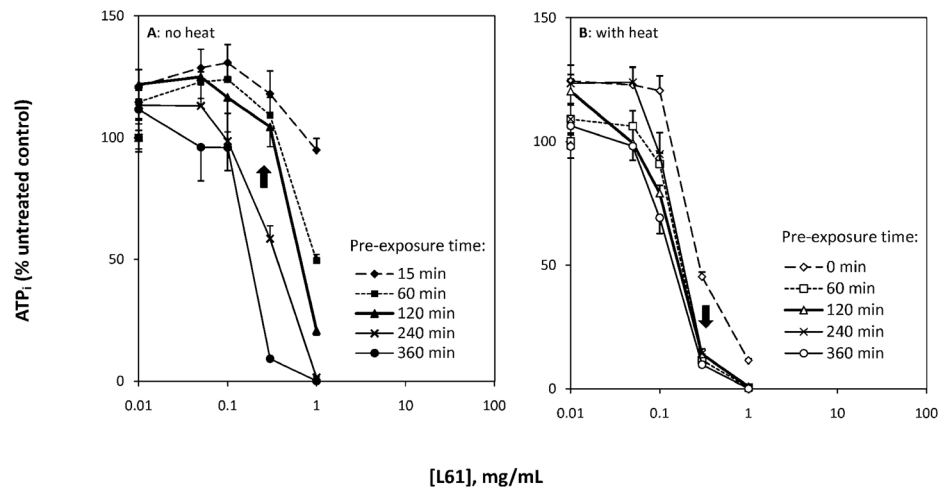 A: no heat
150
100
50
0
0.01 0.1 1 10 100
Pre-exposure time:
15 min
60 min
120 min
240 min
360 min
B: with heat
150
100
50
0
0.01 0.1 1 10 100
Pre-exposure time:
0 min
60 min
120 min
240 min
360 min
ATPi (% untreated control)
[L61], mg/mL